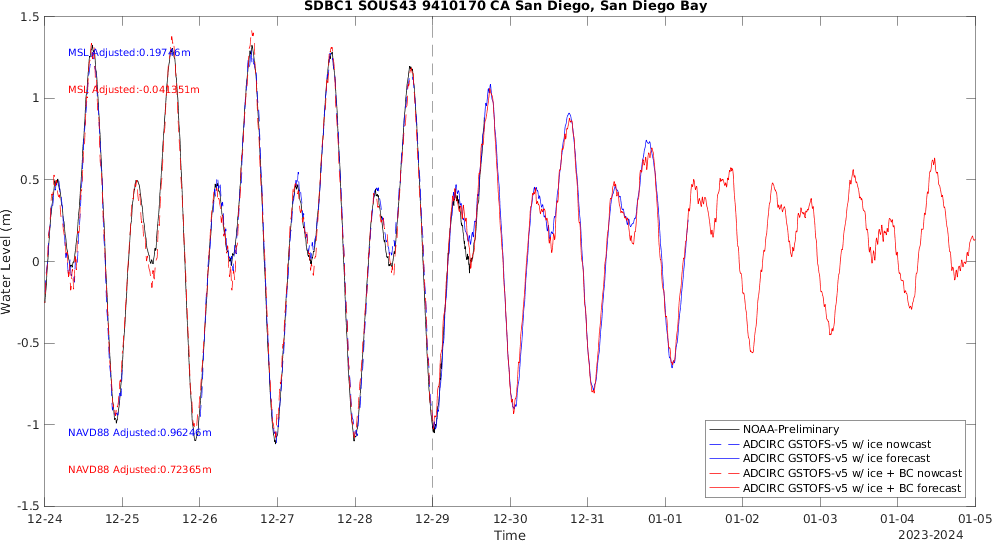 SDBC1 SOUS43 9410170 CA San Diego, San Diego Bay
1.5
MSL Adjusted:0.19746m
MSL Adjusted:-0.041351m
1
0.5
0
Water Level (m)
-0.5
-1
NAVD88 Adjusted:0.96246m
NAVD88 Adjusted:0.72365m
-1.5
NOAA-Preliminary
ADCIRC GSTOFS-v5 w/ ice nowcast
ADCIRC GSTOFS-v5 w/ ice forecast
ADCIRC GSTOFS-v5 w/ ice + BC nowcast
ADCIRC GSTOFS-v5 w/ ice + BC forecast
12-24 12-25 12-26 12-27 12-28 12-29 12-30 12-31 01-01 01-02 01-03 01-04 01-05
Time
2023-2024